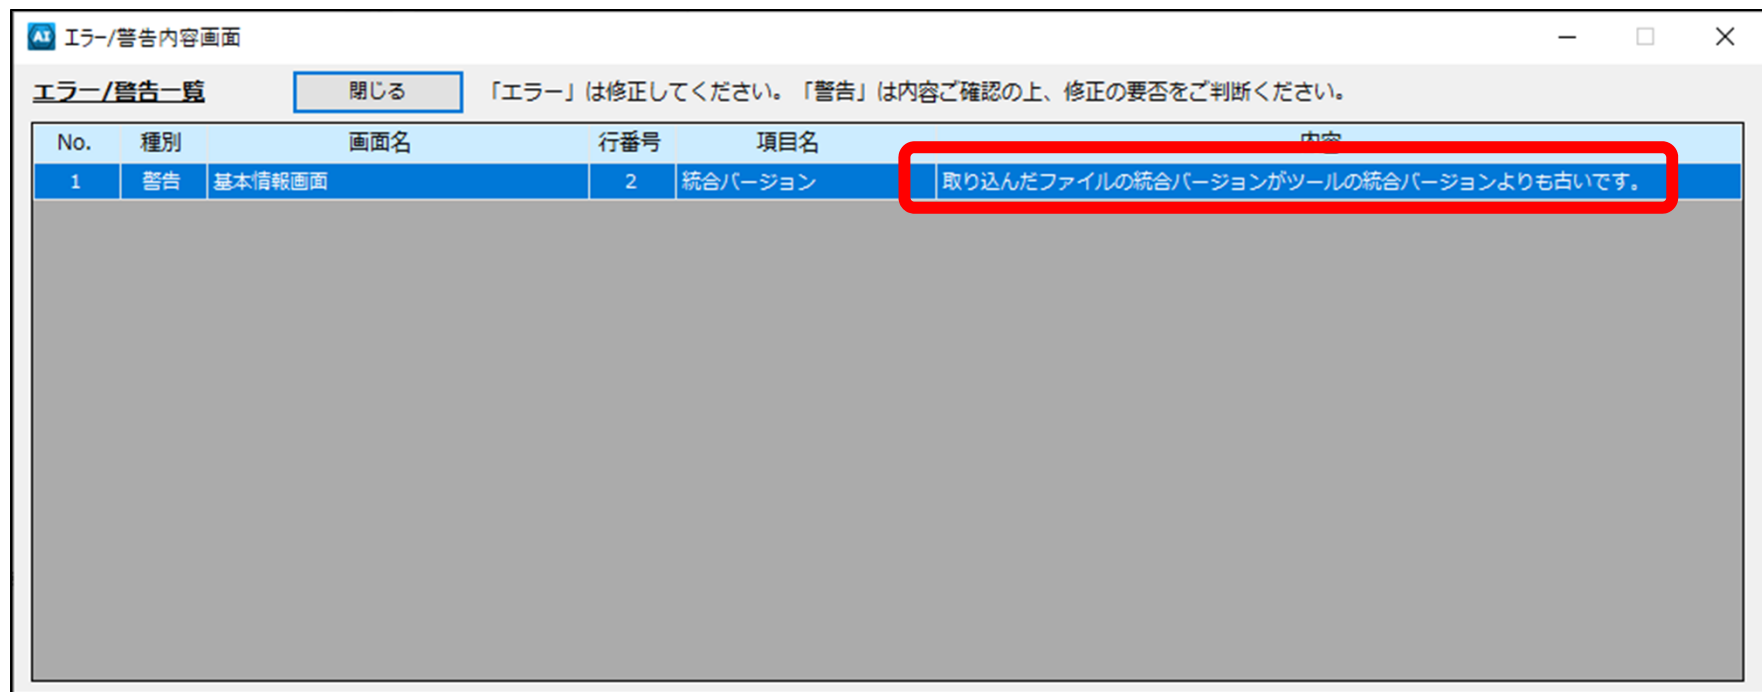 AI エラー/警告内容画面
エラー/警告一覧 閉じる 「エラー」は修正してください。「警告」は内容ご確認の上、修正の要否をご判断ください。
No. 種別 画面名 行番号 項目名 内容
1 警告 基本情報画面 2 統合バージョン 取り込んだファイルの統合バージョンがツールの統合バージョンよりも古いです。